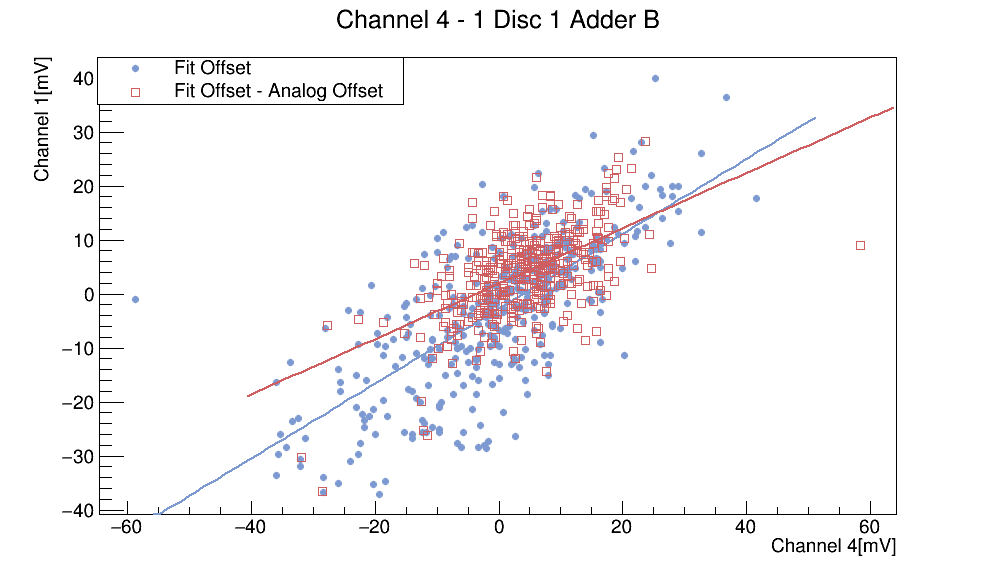 Channel 4 - 1 Disc 1 Adder B
Channel 1[mV]
Fit Offset
Fit Offset - Analog Offset
40
30
20
10
0
−10
−20
−30
−40
−60 −40 −20 0 20 40 60
Channel 4[mV]